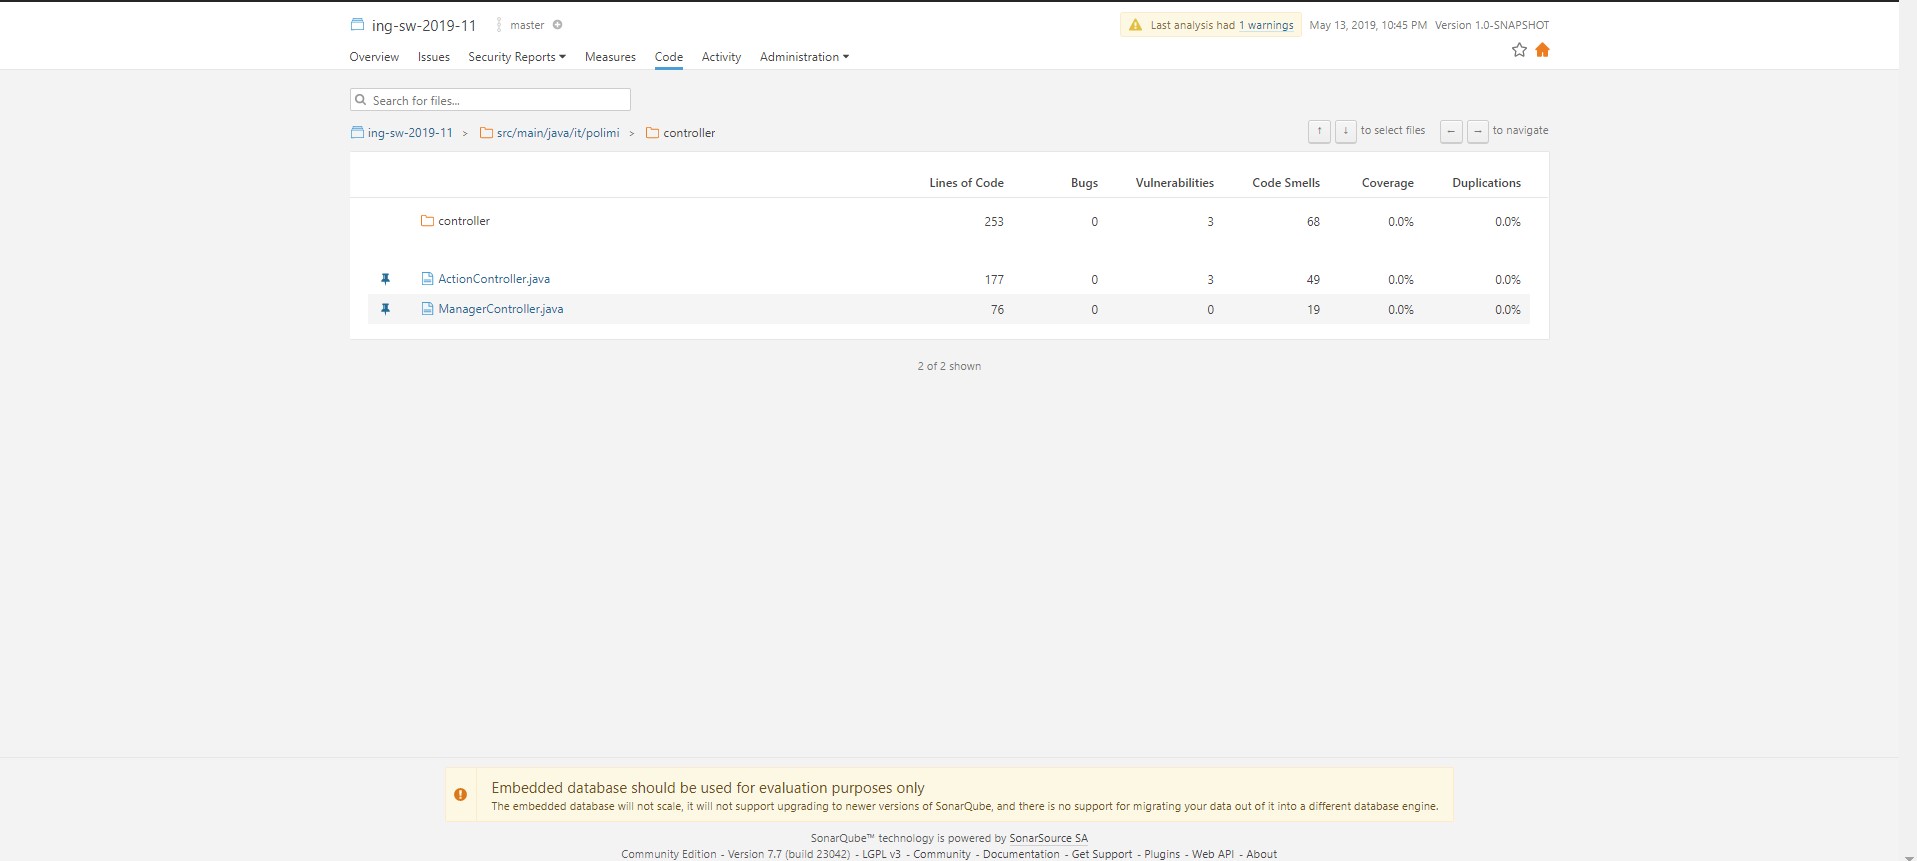 ing-sw-2019-11 master Last analysis had 1 warnings May 13, 2019, 10:45 PM Version 1.0-SNAPSHOT
Overview Issues Security Reports Measures Code Activity Administration
Search for files...
ing-sw-2019-11 > src/main/java/it/polimi > controller ↑ ↓ to select files ← → to navigate
Lines of Code Bugs Vulnerabilities Code Smells Coverage Duplications
controller 253 0 3 68 0.0% 0.0%
ActionController.java 177 0 3 49 0.0% 0.0%
ManagerController.java 76 0 0 19 0.0% 0.0%
2 of 2 shown
Embedded database should be used for evaluation purposes only
The embedded database will not scale, it will not support upgrading to newer versions of SonarQube, and there is no support for migrating your data out of it into a different database engine.
SonarQube™ technology is powered by SonarSource SA
Community Edition - Version 7.7 (build 23042) - LGPL v3 - Community - Documentation - Get Support - Plugins - Web API - About